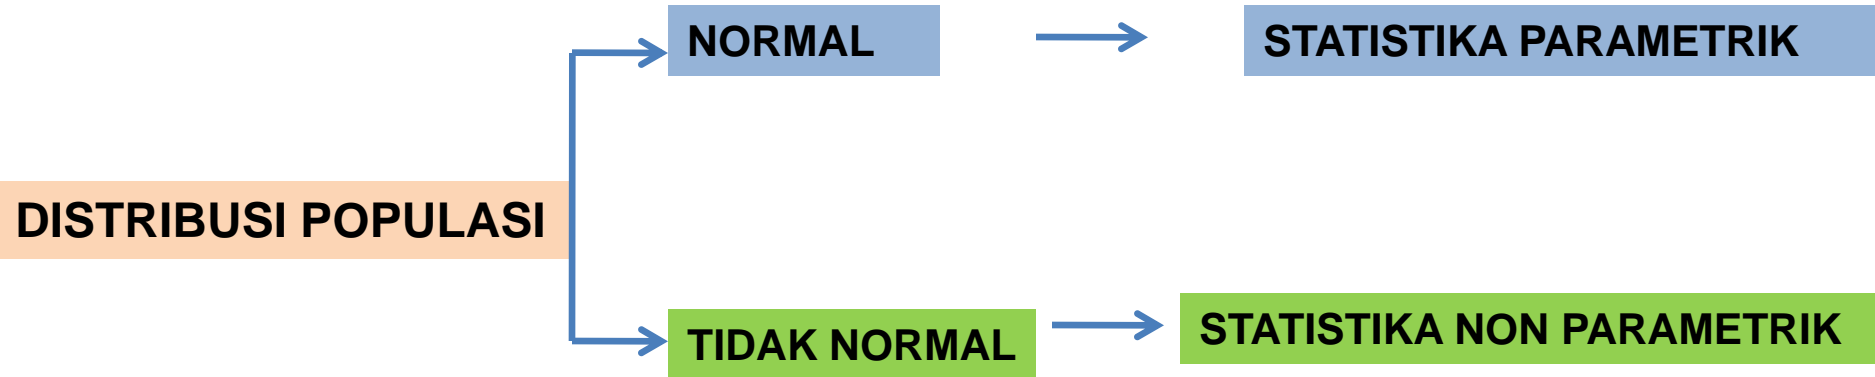 NORMAL
STATISTIKA PARAMETRIK
DISTRIBUSI POPULASI
TIDAK NORMAL
STATISTIKA NON PARAMETRIK